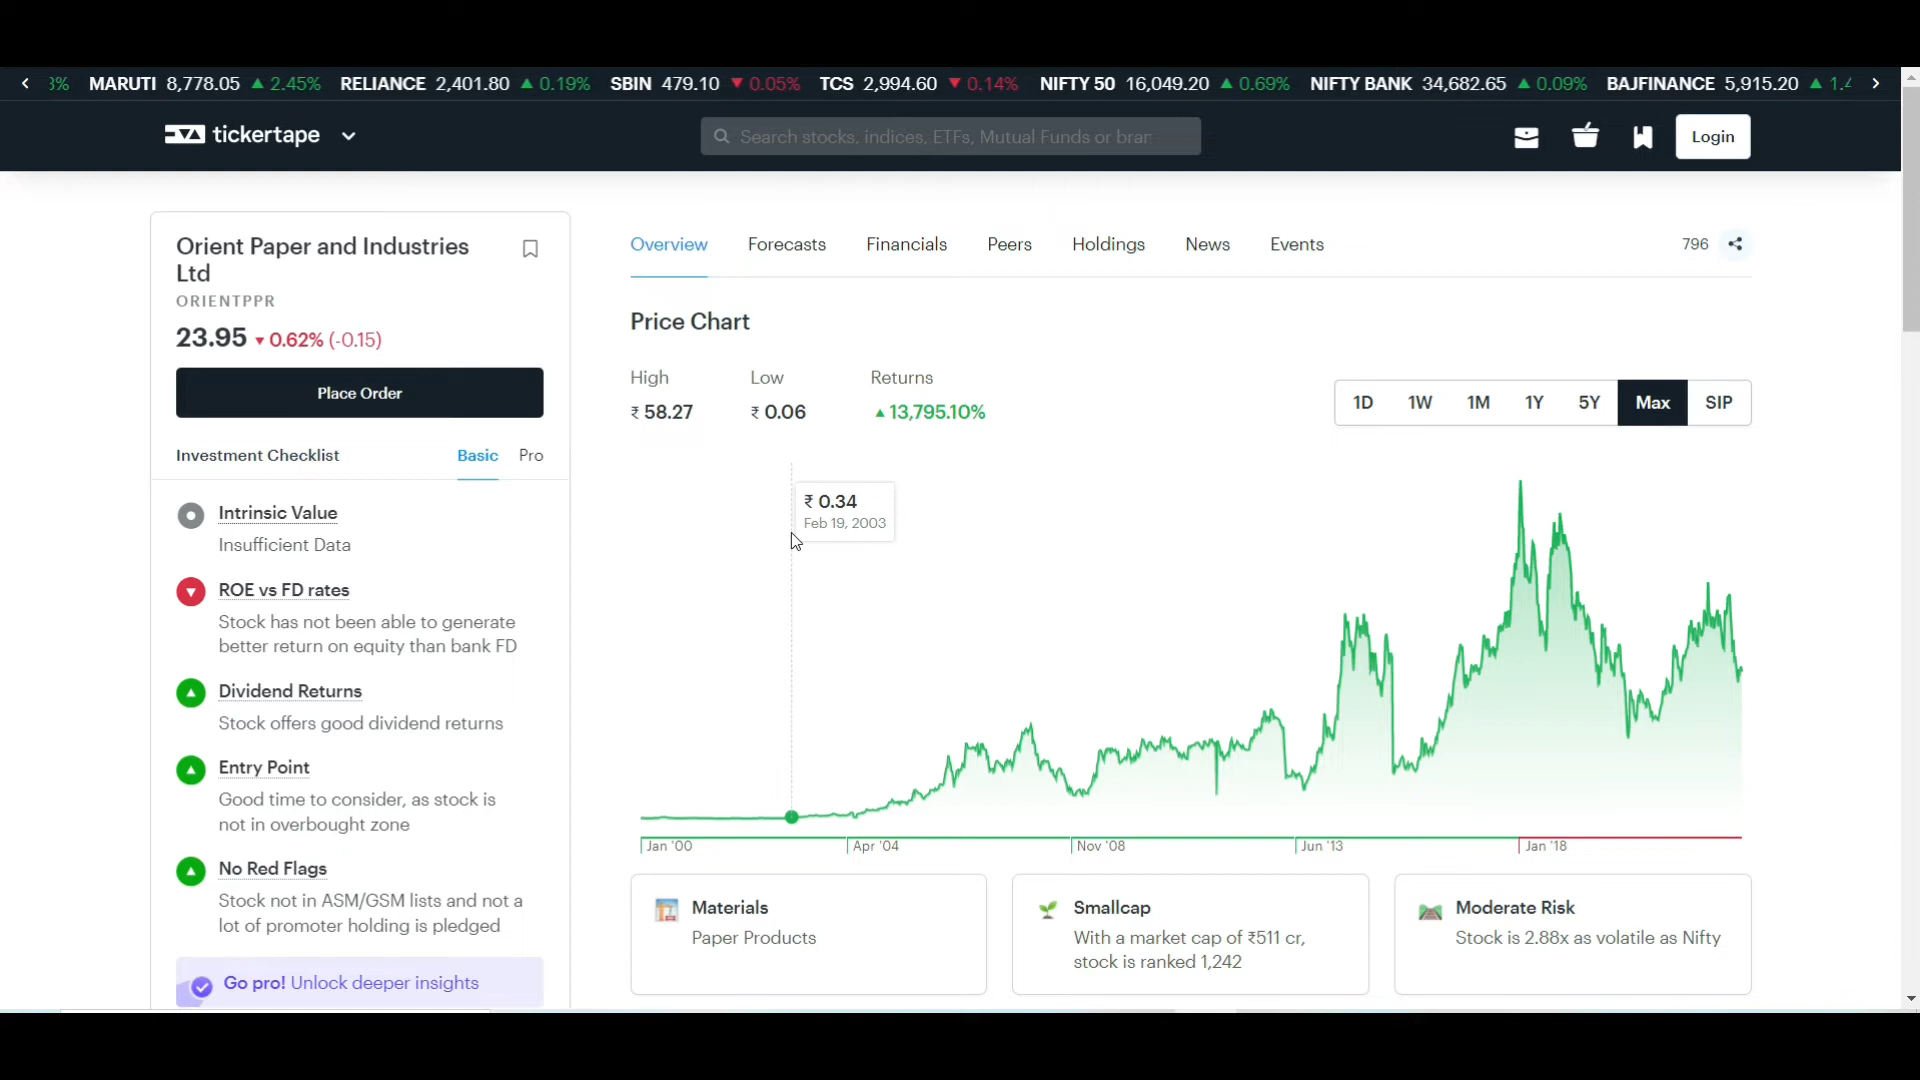 3% MARUTI 8,778.05 ▲ 2.45% RELIANCE 2,401.80 ▲ 0.19% SBIN 479.10 ▼ 0.05% TCS 2,994.60 ▼ 0.14% NIFTY 50 16,049.20 ▲ 0.69% NIFTY BANK 34,682.65 ▲ 0.09% BAJFINANCE 5,915.20 ▲ 1.4
tickertape
Search stocks, indices, ETFs, Mutual Funds or brar
Login
Orient Paper and Industries
Ltd
ORIENTPPR
23.95 ▼ 0.62% (-0.15)
Place Order
Investment Checklist Basic Pro
Intrinsic Value
Insufficient Data
ROE vs FD rates
Stock has not been able to generate
better return on equity than bank FD
Dividend Returns
Stock offers good dividend returns
Entry Point
Good time to consider, as stock is
not in overbought zone
No Red Flags
Stock not in ASM/GSM lists and not a
lot of promoter holding is pledged
Go pro! Unlock deeper insights
Overview Forecasts Financials Peers Holdings News Events 796
Price Chart
High Low Returns
₹ 58.27 ₹ 0.06 ▲ 13,795.10%
1D 1W 1M 1Y 5Y Max SIP
₹ 0.34
Feb 19, 2003
Jan '00 Apr '04 Nov '08 Jun '13 Jan '18
Materials
Paper Products
Smallcap
With a market cap of ₹511 cr,
stock is ranked 1,242
Moderate Risk
Stock is 2.88x as volatile as Nifty